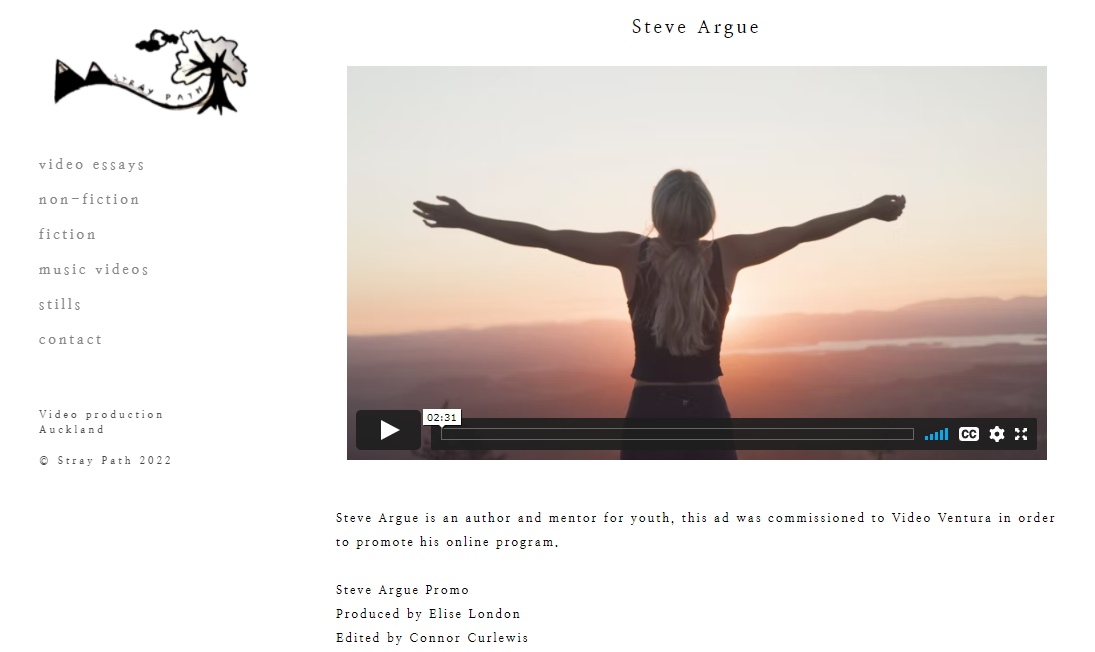 STRAY PATH
video essays
non-fiction
fiction
music videos
stills
contact
Video production
Auckland
© Stray Path 2022
Steve Argue
02:31
CC
Steve Argue is an author and mentor for youth, this ad was commissioned to Video Ventura in order
to promote his online program.
Steve Argue Promo
Produced by Elise London
Edited by Connor Curlewis